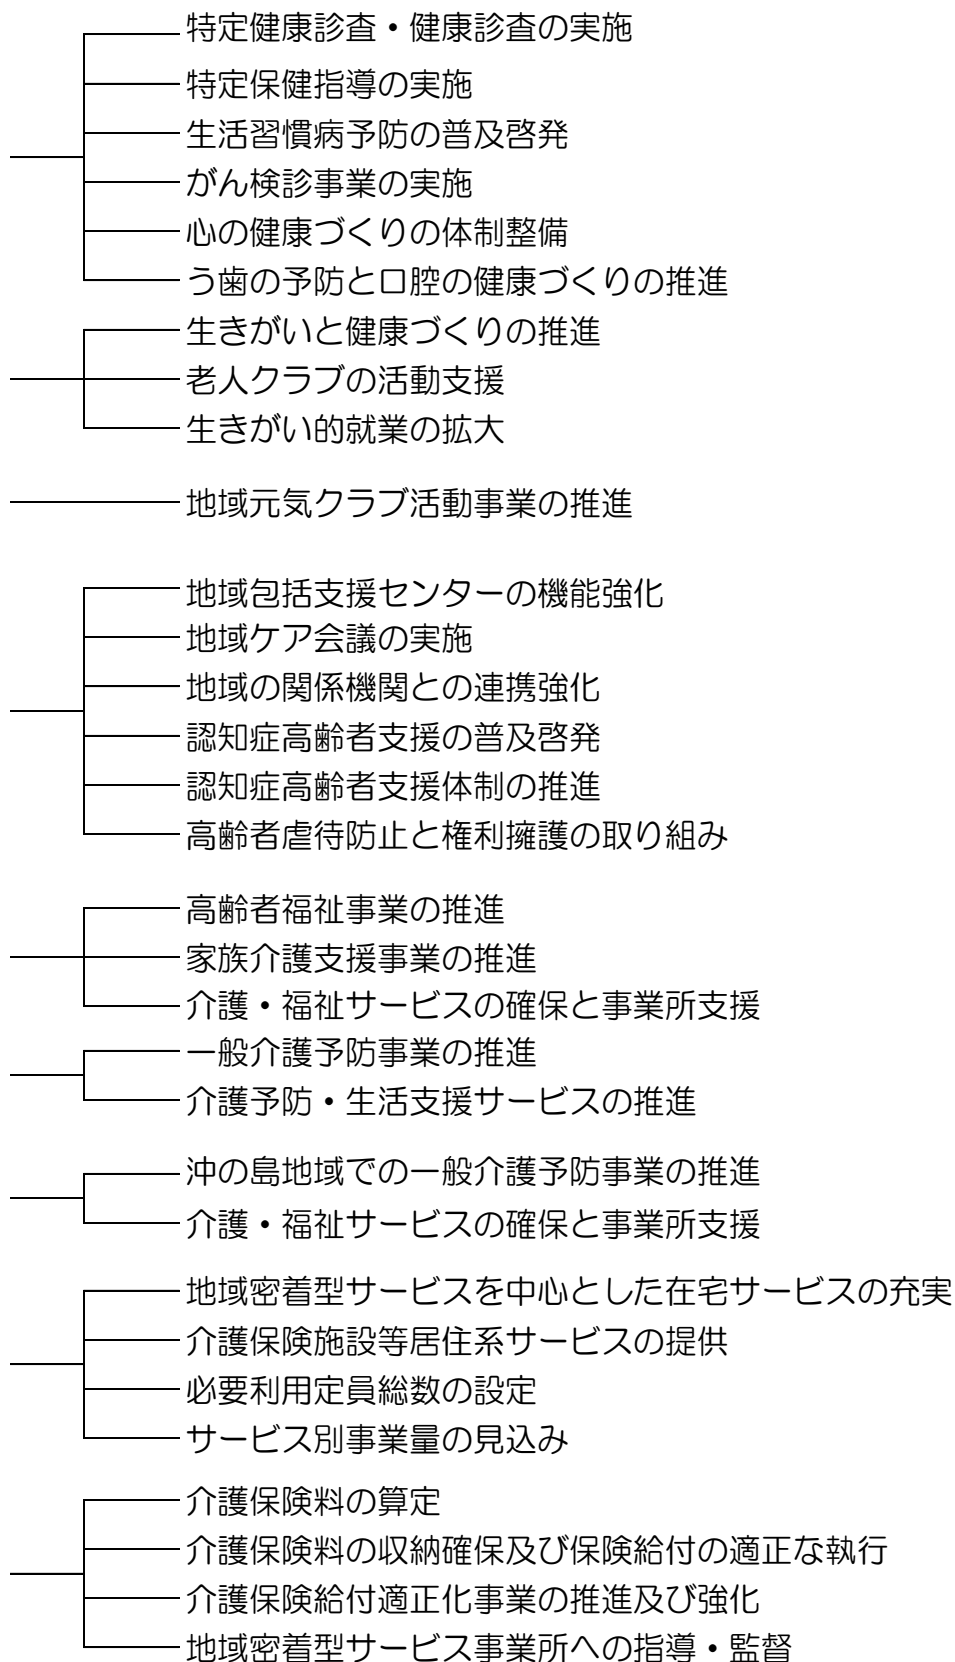 特定健康診査・健康診査の実施
特定保健指導の実施
生活習慣病予防の普及啓発
がん検診事業の実施
心の健康づくりの体制整備
う歯の予防と口腔の健康づくりの推進
生きがいと健康づくりの推進
老人クラブの活動支援
生きがい的就業の拡大
地域元気クラブ活動事業の推進
地域包括支援センターの機能強化
地域ケア会議の実施
地域の関係機関との連携強化
認知症高齢者支援の普及啓発
認知症高齢者支援体制の推進
高齢者虐待防止と権利擁護の取り組み
高齢者福祉事業の推進
家族介護支援事業の推進
介護・福祉サービスの確保と事業所支援
一般介護予防事業の推進
介護予防・生活支援サービスの推進
沖の島地域での一般介護予防事業の推進
介護・福祉サービスの確保と事業所支援
地域密着型サービスを中心とした在宅サービスの充実
介護保険施設等居住系サービスの提供
必要利用定員総数の設定
サービス別事業量の見込み
介護保険料の算定
介護保険料の収納確保及び保険給付の適正な執行
介護保険給付適正化事業の推進及び強化
地域密着型サービス事業所への指導・監督